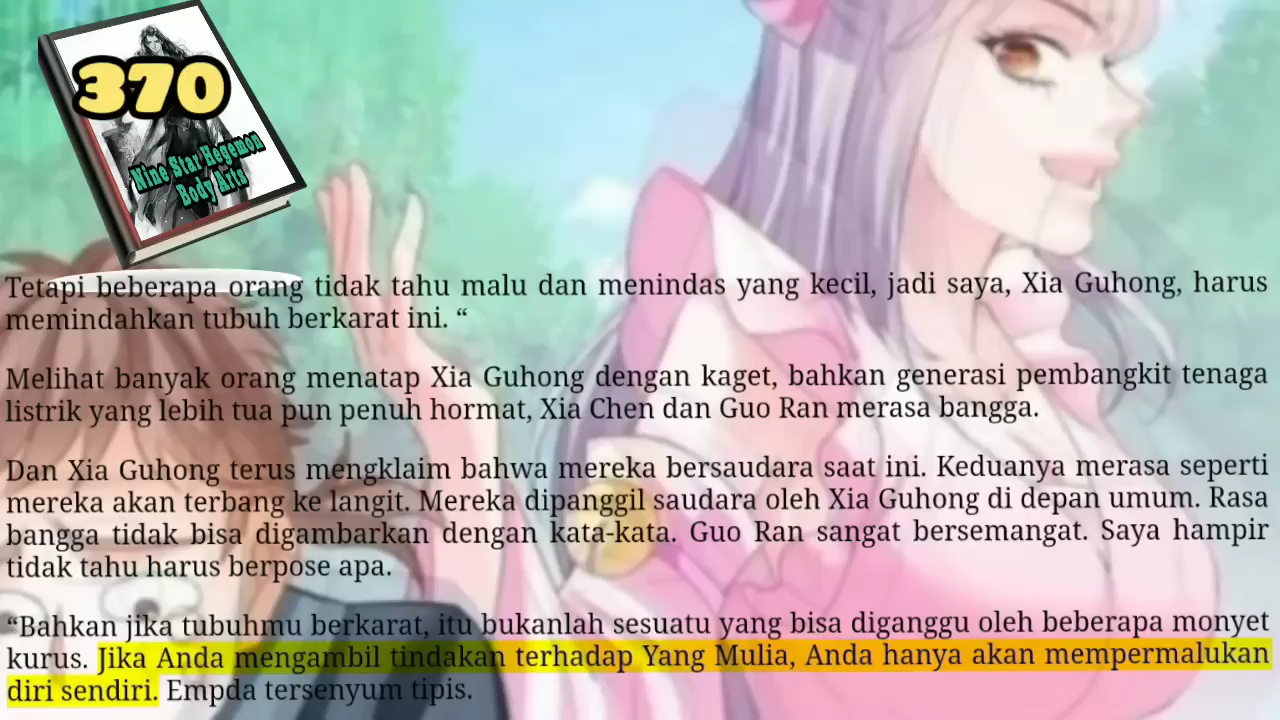 370
Nine Star Hegemon
Body Arts
Tetapi beberapa orang tidak tahu malu dan menindas yang kecil, jadi saya, Xia Guhong, harus
memindahkan tubuh berkarat ini. “
Melihat banyak orang menatap Xia Guhong dengan kaget, bahkan generasi pembangkit tenaga
listrik yang lebih tua pun penuh hormat, Xia Chen dan Guo Ran merasa bangga.
Dan Xia Guhong terus mengklaim bahwa mereka bersaudara saat ini. Keduanya merasa seperti
mereka akan terbang ke langit. Mereka dipanggil saudara oleh Xia Guhong di depan umum. Rasa
bangga tidak bisa digambarkan dengan kata-kata. Guo Ran sangat bersemangat. Saya hampir
tidak tahu harus berpose apa.
“Bahkan jika tubuhmu berkarat, itu bukanlah sesuatu yang bisa diganggu oleh beberapa monyet
kurus. Jika Anda mengambil tindakan terhadap Yang Mulia, Anda hanya akan mempermalukan
diri sendiri. Empda tersenyum tipis.